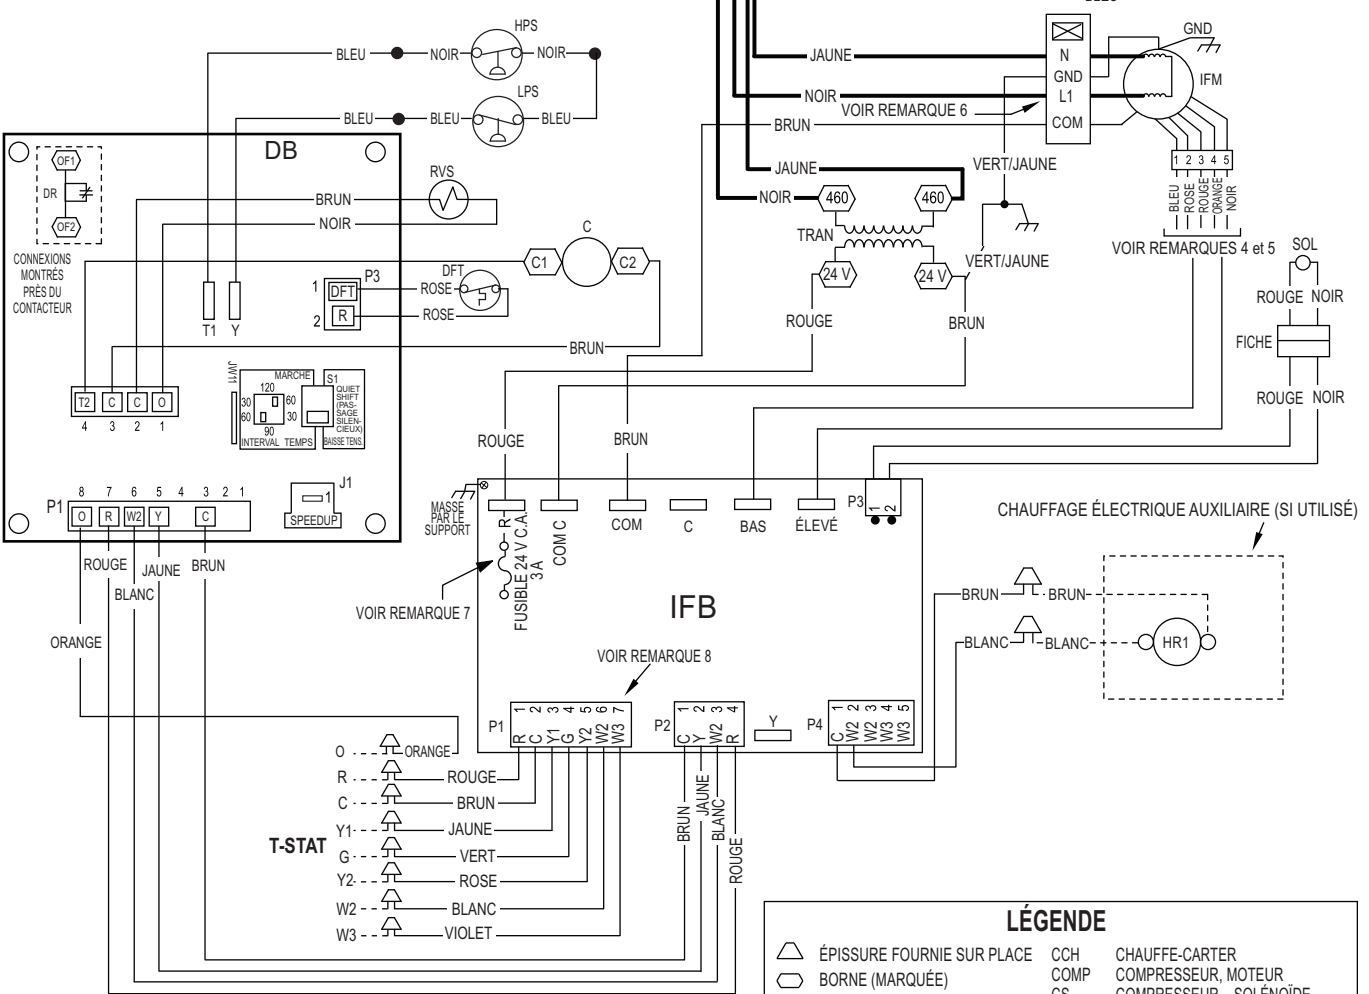 HPS
BLEU
NOIR
NOIR
LPS
BLEU
BLEU
BLEU
DB
OF1
DR
OF2
CONNEXIONS
MONTRÉS
PRÈS DU
CONTACTEUR
RVS
BRUN
NOIR
C
C1
C2
T1
Y
P3
1
DFT
2
R
DFT
ROSE
ROSE
BRUN
T2
C
C
O
4
3
2
1
JW11
MARCHE
120
30
60
60
30
90
INTERVAL TEMPS
S1
QUIET
SHIFT
(PAS-
SAGE
SILEN-
CIEUX)
BAISSE TENS.
P1
8 7 6 5 4 3 2 1
O R W2 Y C
J1
1
SPEEDUP
ROUGE
JAUNE
BRUN
BLANC
ORANGE
JAUNE
NOIR
VOIR REMARQUE 6
BRUN
N
GND
L1
COM
GND
IFM
1 2 3 4 5
BLEU
ROSE
ROUGE
ORANGE
NOIR
VOIR REMARQUES 4 et 5
JAUNE
NOIR
460
460
TRAN
24 V
24 V
VERT/JAUNE
VERT/JAUNE
ROUGE
BRUN
SOL
ROUGE
NOIR
FICHE
ROUGE
NOIR
ROUGE
BRUN
MASSE
PAR LE
SUPPORT
R
FUSIBLE 24 V C.A.
3 A
COM C
COM
C
BAS
ÉLEVÉ
P3
1
2
VOIR REMARQUE 7
IFB
VOIR REMARQUE 8
CHAUFFAGE ÉLECTRIQUE AUXILIAIRE (SI UTILISÉ)
BRUN
BRUN
BLANC
BLANC
HR1
P1
1 2 3 4 5 6 7
R C Y1 G Y2 W2 W3
P2
1 2 3 4
C Y W2 R
Y
P4
1 2 3 4 5
C W2 W2 W3 W3
T-STAT
O
ORANGE
R
ROUGE
C
BRUN
Y1
JAUNE
G
VERT
Y2
ROSE
W2
BLANC
W3
VIOLET
BRUN
JAUNE
BLANC
ROUGE
LÉGENDE
ÉPISSURE FOURNIE SUR PLACE
BORNE (MARQUÉE)
CCH CHAUFFE-CARTER
COMP COMPRESSEUR, MOTEUR
CS COMPRESSEUR - SOLÉNOÏDE